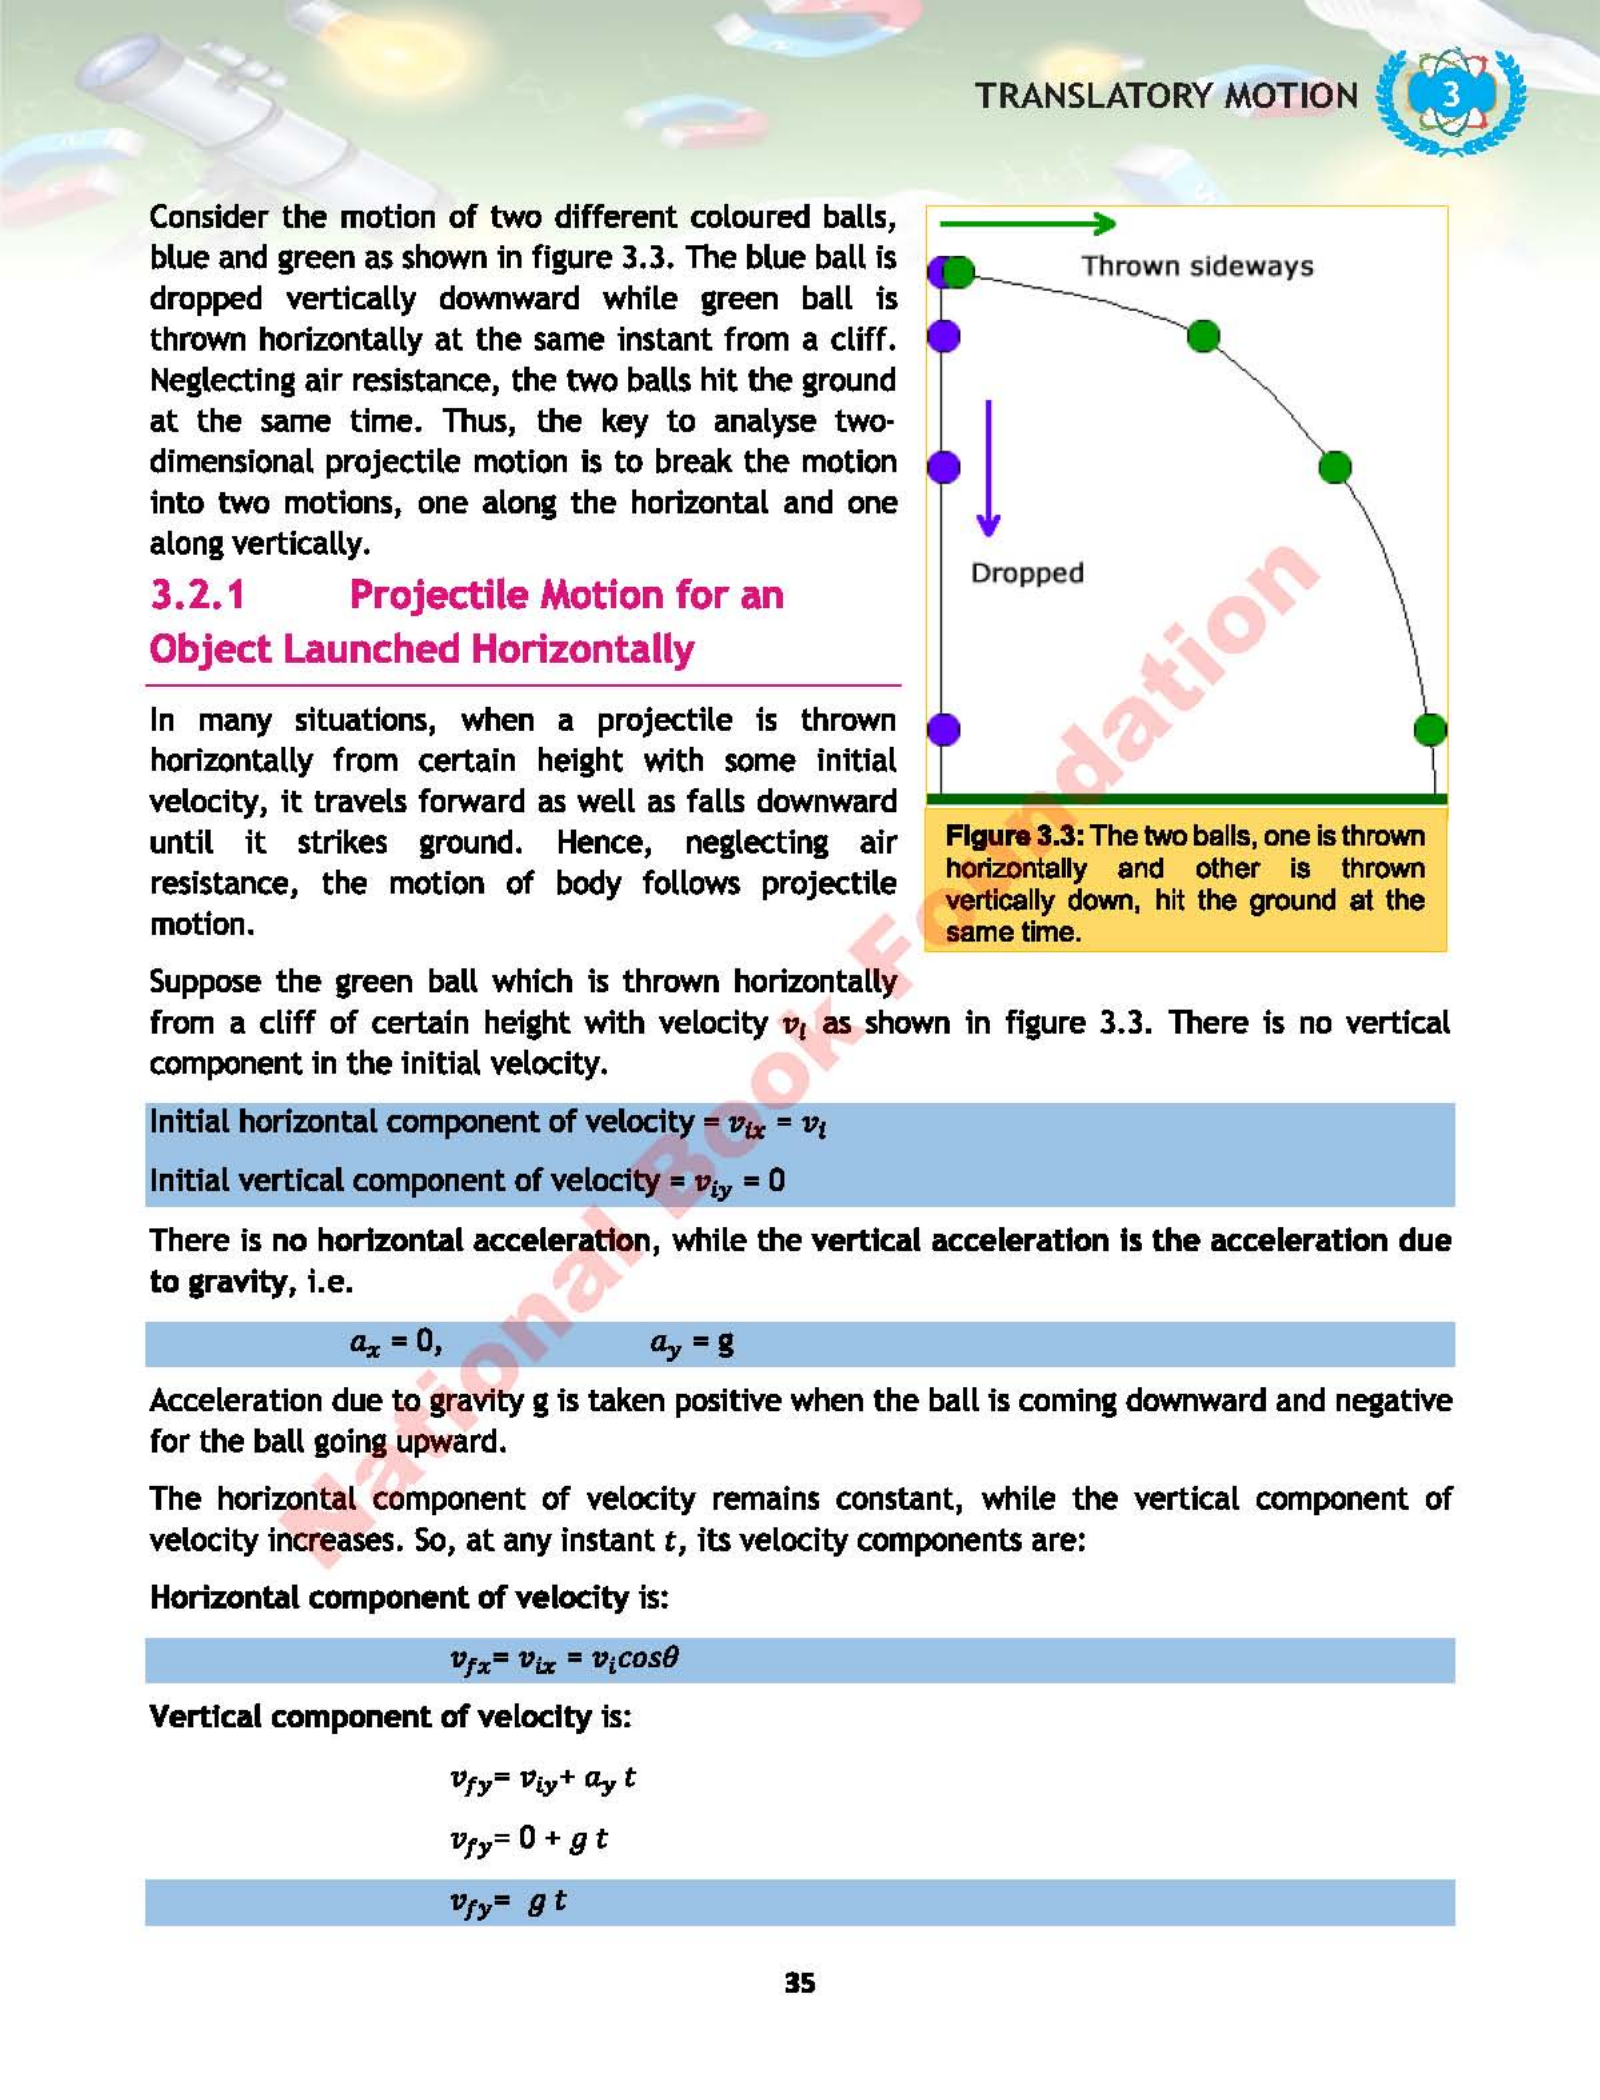 TRANSLATORY MOTION 3
Consider the motion of two different coloured balls,
blue and green as shown in figure 3.3. The blue ball is
dropped vertically downward while green ball is
thrown horizontally at the same instant from a cliff.
Neglecting air resistance, the two balls hit the ground
at the same time. Thus, the key to analyse two-
dimensional projectile motion is to break the motion
into two motions, one along the horizontal and one
along vertically.
3.2.1 Projectile Motion for an
Object Launched Horizontally
In many situations, when a projectile is thrown
horizontally from certain height with some initial
velocity, it travels forward as well as falls downward
until it strikes ground. Hence, neglecting air
resistance, the motion of body follows projectile
motion.
Thrown sideways
Dropped
Figure 3.3: The two balls, one is thrown
horizontally and other is thrown
vertically down, hit the ground at the
same time.
Suppose the green ball which is thrown horizontally
from a cliff of certain height with velocity 𝑣ᵢ as shown in figure 3.3. There is no vertical
component in the initial velocity.
Initial horizontal component of velocity = v_{ix} = v_i
Initial vertical component of velocity = v_{iy} = 0
There is no horizontal acceleration, while the vertical acceleration is the acceleration due
to gravity, i.e.
a_x = 0, a_y = g
Acceleration due to gravity g is taken positive when the ball is coming downward and negative
for the ball going upward.
The horizontal component of velocity remains constant, while the vertical component of
velocity increases. So, at any instant t, its velocity components are:
Horizontal component of velocity is:
v_{fx}= v_{ix} = v_i cosθ
Vertical component of velocity is:
v_{fy}= v_{iy}+ a_y t
v_{fy}= 0 + g t
v_{fy}= g t
35
National Book Foundation